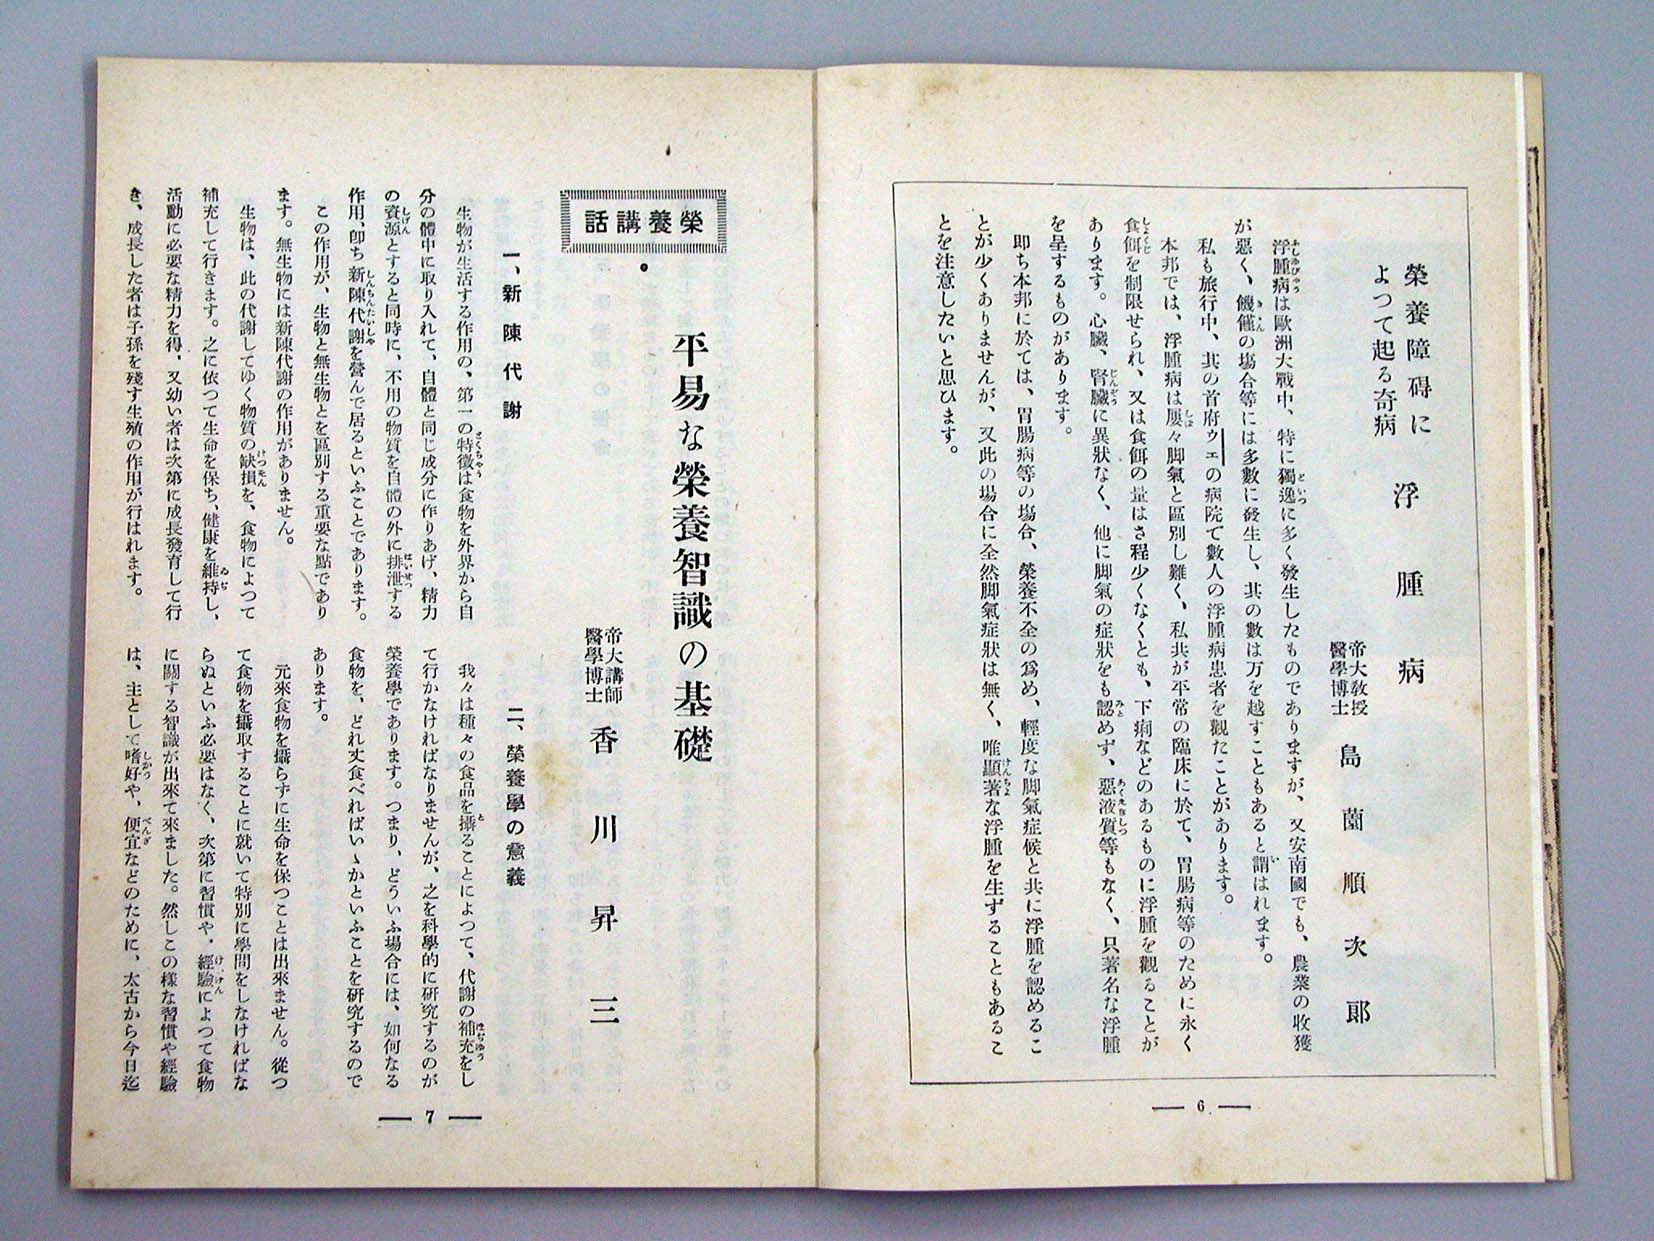 榮養障碍に
よつて起る奇病
浮腫病
帝大教授
醫學博士
島薗順次郞
浮腫病は歐洲大戰中、特に獨逸に多く發生したものでありますが、又安南國でも、農業の收獲
が惡く、饑饉の塲合等には多數に發生し、其の數は万を越すこともあると謂はれます。
私も旅行中、其の首府ウエの病院で數人の浮腫病患者を觀たことがあります。
本邦では、浮腫病は屢々脚氣と區別し難く、私共が平常の臨床に於て、胃腸病等のために永く
食餌を制限せられ、又は食餌の量はさ程少くなくとも、下痢などのあるものに浮腫を觀ることが
あります。心臟、腎臟に異狀なく、他に脚氣の症狀をも認めず、惡液質等もなく、只著名な浮腫
を呈するものがあります。
即ち本邦に於ては、胃腸病等の塲合、榮養不全の爲め、輕度な脚氣症候と共に浮腫を認めるこ
とが少くありませんが、又此の場合に全然脚氣症狀は無く、唯顯著な浮腫を生ずることもあるこ
とを注意したいと思ひます。
6
榮養講話
平易な榮養智識の基礎
帝大講師
醫學博士
香川昇三
一、新陳代謝
生物が生活する作用の、第一の特徵は食物を外界から自
分の體中に取り入れて、自體と同じ成分に作りあげ、精力
の資源とすると同時に、不用の物質を自體の外に排泄する
作用、卽ち新陳代謝を營んで居るといふことであります。
この作用が、生物と無生物とを區別する重要な點であり
ます。無生物には新陳代謝の作用がありません。
生物は、此の代謝してゆく物質の缺損を、食物によつて
補充して行きます。之に依つて生命を保ち、健康を維持し、
活動に必要な精力を得、又幼い者は次第に成長發育して行
き、成長した者は子孫を殘す生殖の作用が行はれます。
二、榮養學の意義
我々は種々の食品を攝ることによつて、代謝の補充をし
て行かなければなりませんが、之を科學的に研究するのが
榮養學であります。つまり、どういふ場合には、如何なる
食物を、どれ丈食べればいゝかといふことを研究するので
あります。
元來食物を攝らずに生命を保つことは出來ません。從つ
て食物を攝取することに就いて特別に學問をしなければな
らぬといふ必要はなく、次第に習慣や、經驗によつて食物
に關する智識が出來て來ました。然しこの樣な習慣や經驗
は、主として嗜好や、便宜などのために、太古から今日迄
7